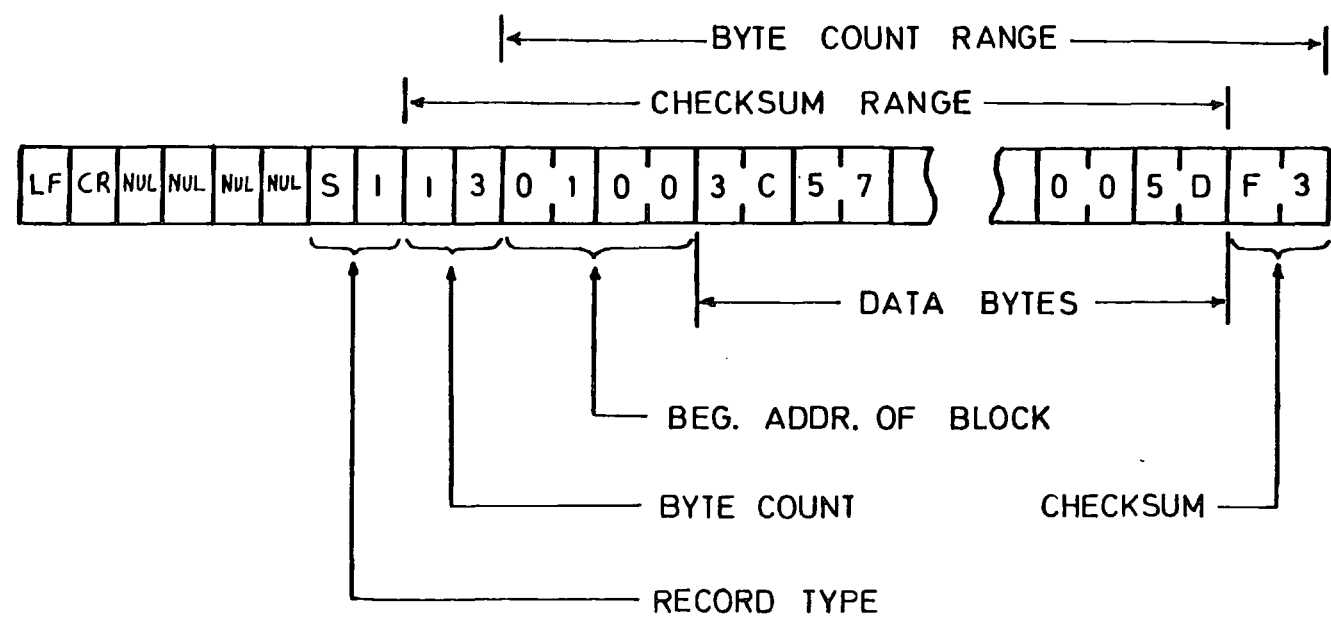 BYTE COUNT RANGE
CHECKSUM RANGE
LF CR NUL NUL NUL NUL S 1 1 3 0 1 0 0 3 C 5 7 0 0 5 D F 3
DATA BYTES
BEG. ADDR. OF BLOCK
BYTE COUNT
CHECKSUM
RECORD TYPE